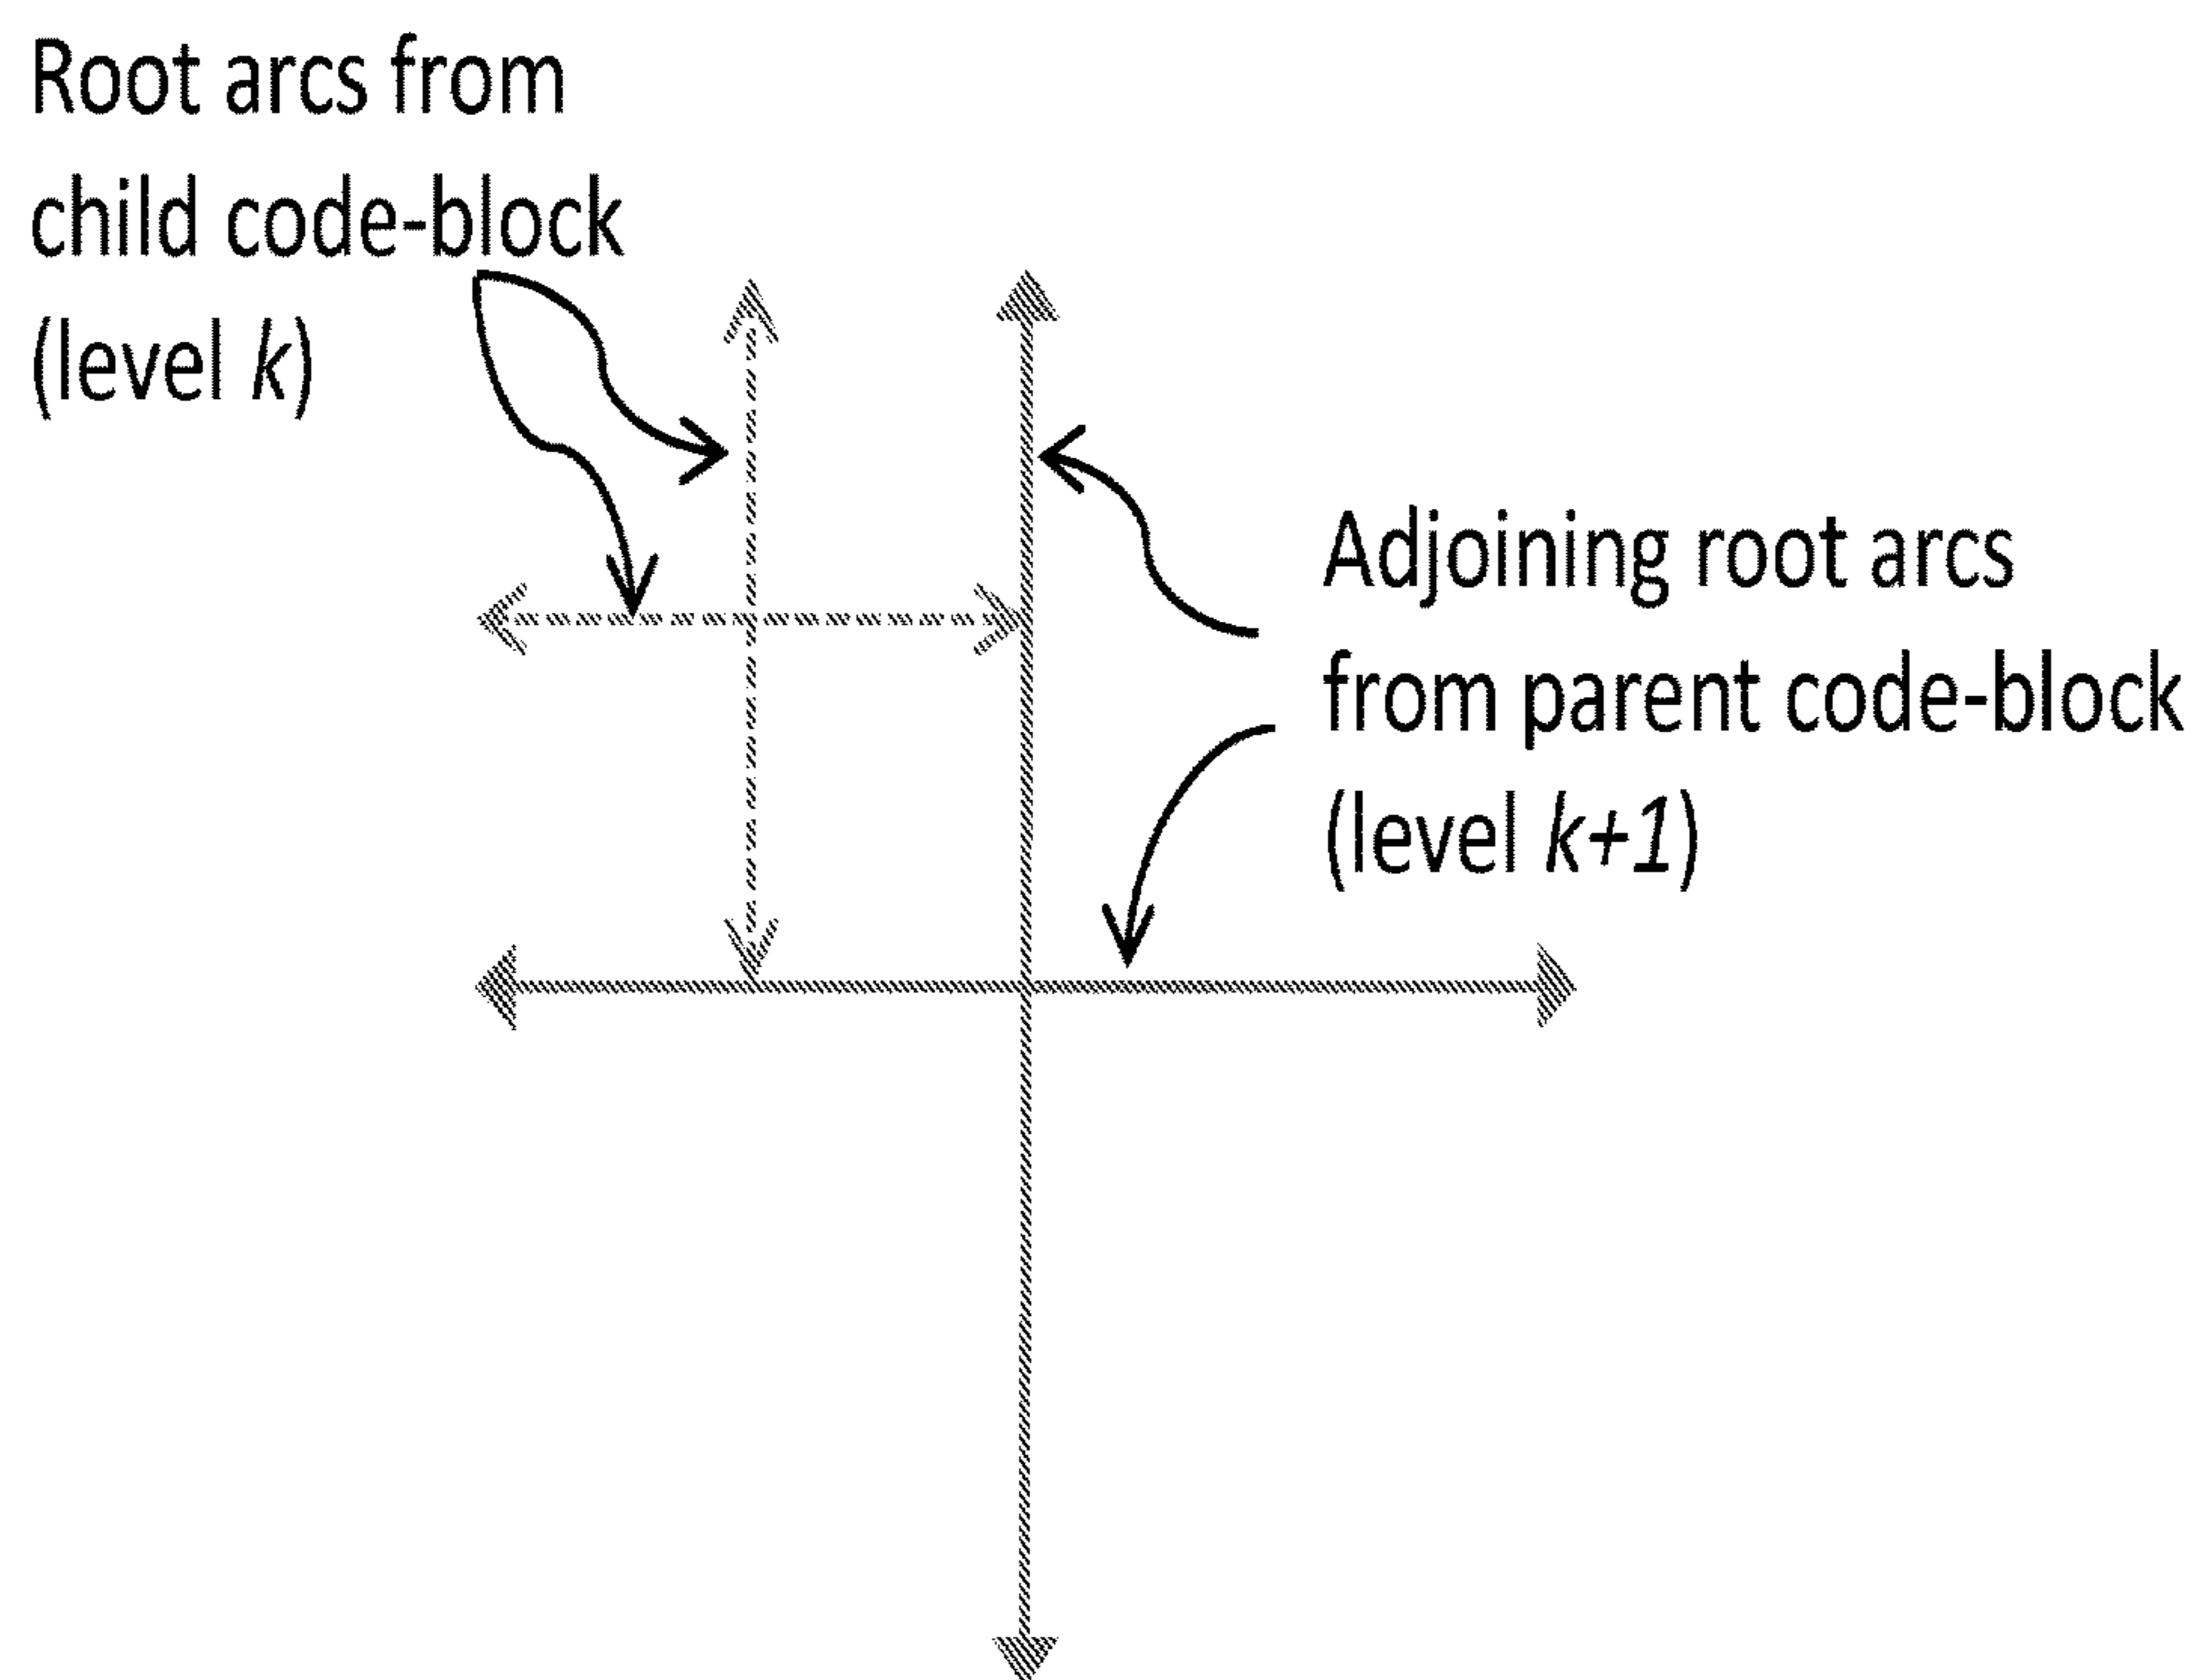 Root arcs from
child code-block
(level k)
Adjoining root arcs
from parent code-block
(level k+1)